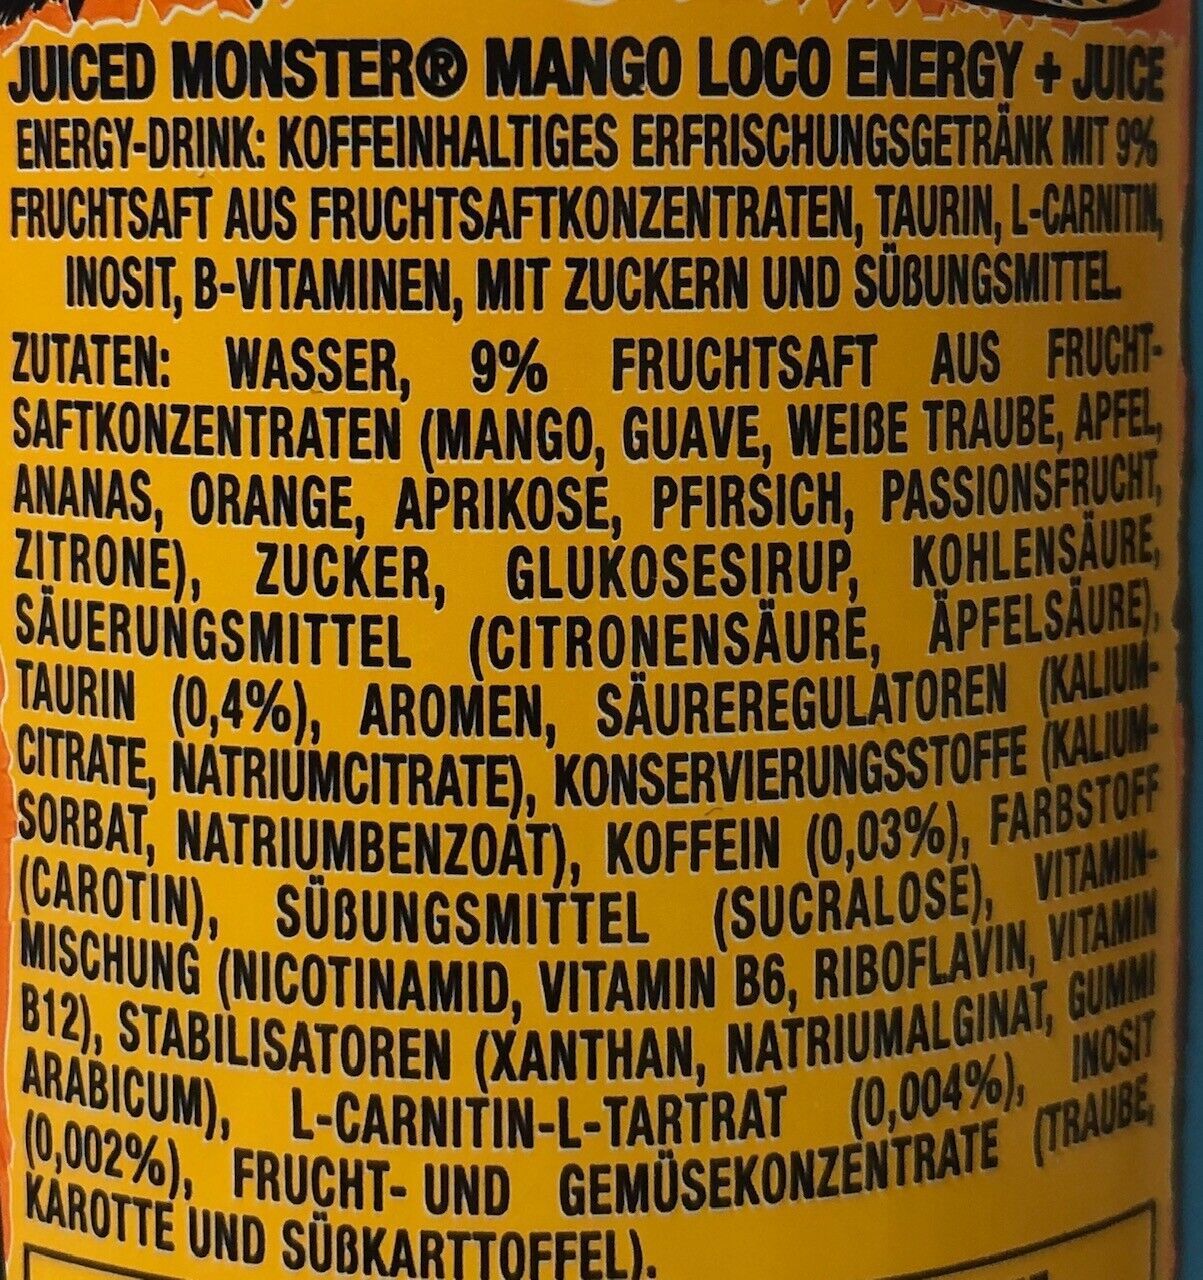 JUICED MONSTER® MANGO LOCO ENERGY + JUICE
ENERGY-DRINK: KOFFEINHALTIGES ERFRISCHUNGSGETRÄNK MIT 9%
FRUCHTSAFT AUS FRUCHTSAFTKONZENTRATEN, TAURIN, L-CARNITIN,
INOSIT, B-VITAMINEN, MIT ZUCKERN UND SÜßUNGSMITTEL.
ZUTATEN: WASSER, 9% FRUCHTSAFT AUS FRUCHT-
SAFTKONZENTRATEN (MANGO, GUAVE, WEIßE TRAUBE, APFEL,
ANANAS, ORANGE, APRIKOSE, PFIRSICH, PASSIONSFRUCHT,
ZITRONE), ZUCKER, GLUKOSESIRUP, KOHLENSÄURE,
SÄUERUNGSMITTEL (CITRONENSÄURE, ÄPFELSÄURE),
TAURIN (0,4%), AROMEN, SÄUREREGULATOREN (KALIUM-
CITRATE, NATRIUMCITRATE), KONSERVIERUNGSSTOFFE (KALIUM-
SORBAT, NATRIUMBENZOAT), KOFFEIN (0,03%), FARBSTOFF
(CAROTIN), SÜßUNGSMITTEL (SUCRALOSE), VITAMIN-
MISCHUNG (NICOTINAMID, VITAMIN B6, RIBOFLAVIN, VITAMIN
B12), STABILISATOREN (XANTHAN, NATRIUMALGINAT, GUMMI
ARABICUM), L-CARNITIN-L-TARTRAT (0,004%), INOSIT
(0,002%), FRUCHT- UND GEMÜSEKONZENTRATE (TRAUBE,
KAROTTE UND SÜßKARTTOFFEL).